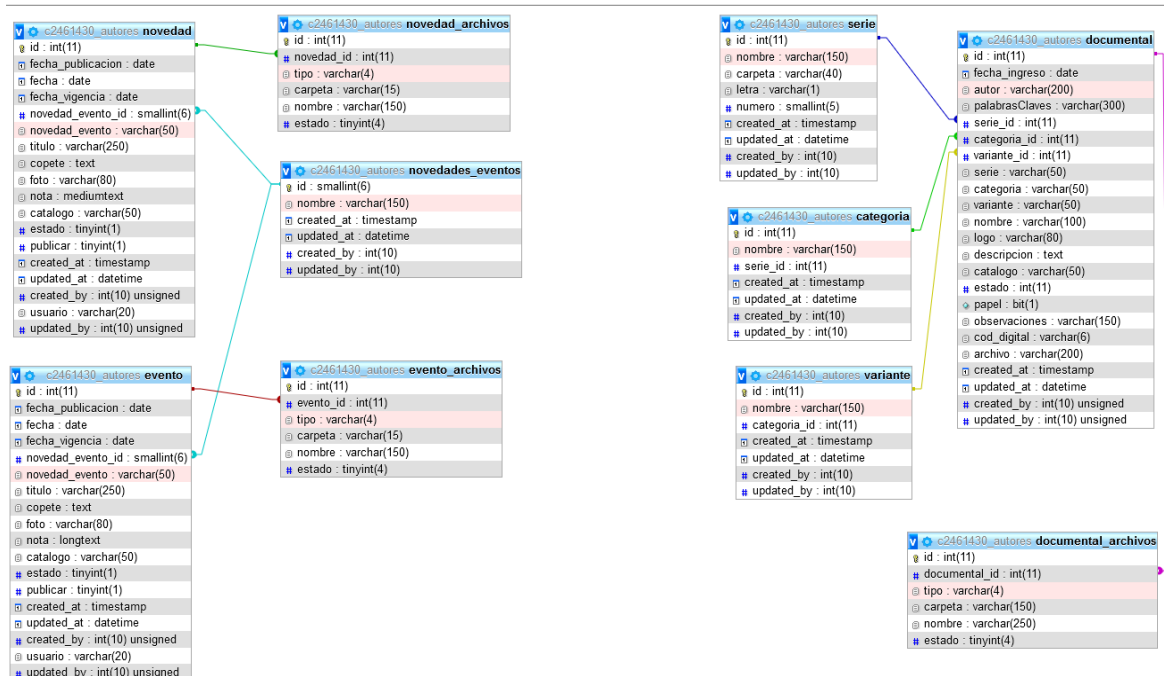 c2461430_autores novedad
id : int(11)
fecha_publicacion : date
fecha : date
fecha_vigencia : date
novedad_evento_id : smallint(6)
novedad_evento : varchar(50)
titulo : varchar(250)
copete : text
foto : varchar(80)
nota : mediumtext
catalogo : varchar(50)
estado : tinyint(1)
publicar : tinyint(1)
created_at : timestamp
updated_at : datetime
created_by : int(10) unsigned
usuario : varchar(20)
updated_by : int(10) unsigned
c2461430_autores evento
id : int(11)
fecha_publicacion : date
fecha : date
fecha_vigencia : date
novedad_evento_id : smallint(6)
novedad_evento : varchar(50)
titulo : varchar(250)
copete : text
foto : varchar(80)
nota : longtext
catalogo : varchar(50)
estado : tinyint(1)
publicar : tinyint(1)
created_at : timestamp
updated_at : datetime
created_by : int(10) unsigned
usuario : varchar(20)
updated_by : int(10) unsigned
c2461430_autores novedad_archivos
id : int(11)
novedad_id : int(11)
tipo : varchar(4)
carpeta : varchar(15)
nombre : varchar(150)
estado : tinyint(4)
c2461430_autores novedades_eventos
id : smallint(6)
nombre : varchar(150)
created_at : timestamp
updated_at : datetime
created_by : int(10)
updated_by : int(10)
c2461430_autores evento_archivos
id : int(11)
evento_id : int(11)
tipo : varchar(4)
carpeta : varchar(15)
nombre : varchar(150)
estado : tinyint(4)
c2461430_autores serie
id : int(11)
nombre : varchar(150)
carpeta : varchar(40)
letra : varchar(1)
numero : smallint(5)
created_at : timestamp
updated_at : datetime
created_by : int(10)
updated_by : int(10)
c2461430_autores categoria
id : int(11)
nombre : varchar(150)
serie_id : int(11)
created_at : timestamp
updated_at : datetime
created_by : int(10)
updated_by : int(10)
c2461430_autores variante
id : int(11)
nombre : varchar(150)
categoria_id : int(11)
created_at : timestamp
updated_at : datetime
created_by : int(10)
updated_by : int(10)
c2461430_autores documental
id : int(11)
fecha_ingreso : date
autor : varchar(200)
palabrasClaves : varchar(300)
serie_id : int(11)
categoria_id : int(11)
variante_id : int(11)
serie : varchar(50)
categoria : varchar(50)
variante : varchar(50)
nombre : varchar(100)
logo : varchar(80)
descripcion : text
catalogo : varchar(50)
estado : int(11)
papel : bit(1)
observaciones : varchar(150)
cod_digital : varchar(6)
archivo : varchar(200)
created_at : timestamp
updated_at : datetime
created_by : int(10) unsigned
updated_by : int(10) unsigned
c2461430_autores documental_archivos
id : int(11)
documental_id : int(11)
tipo : varchar(4)
carpeta : varchar(150)
nombre : varchar(250)
estado : tinyint(4)